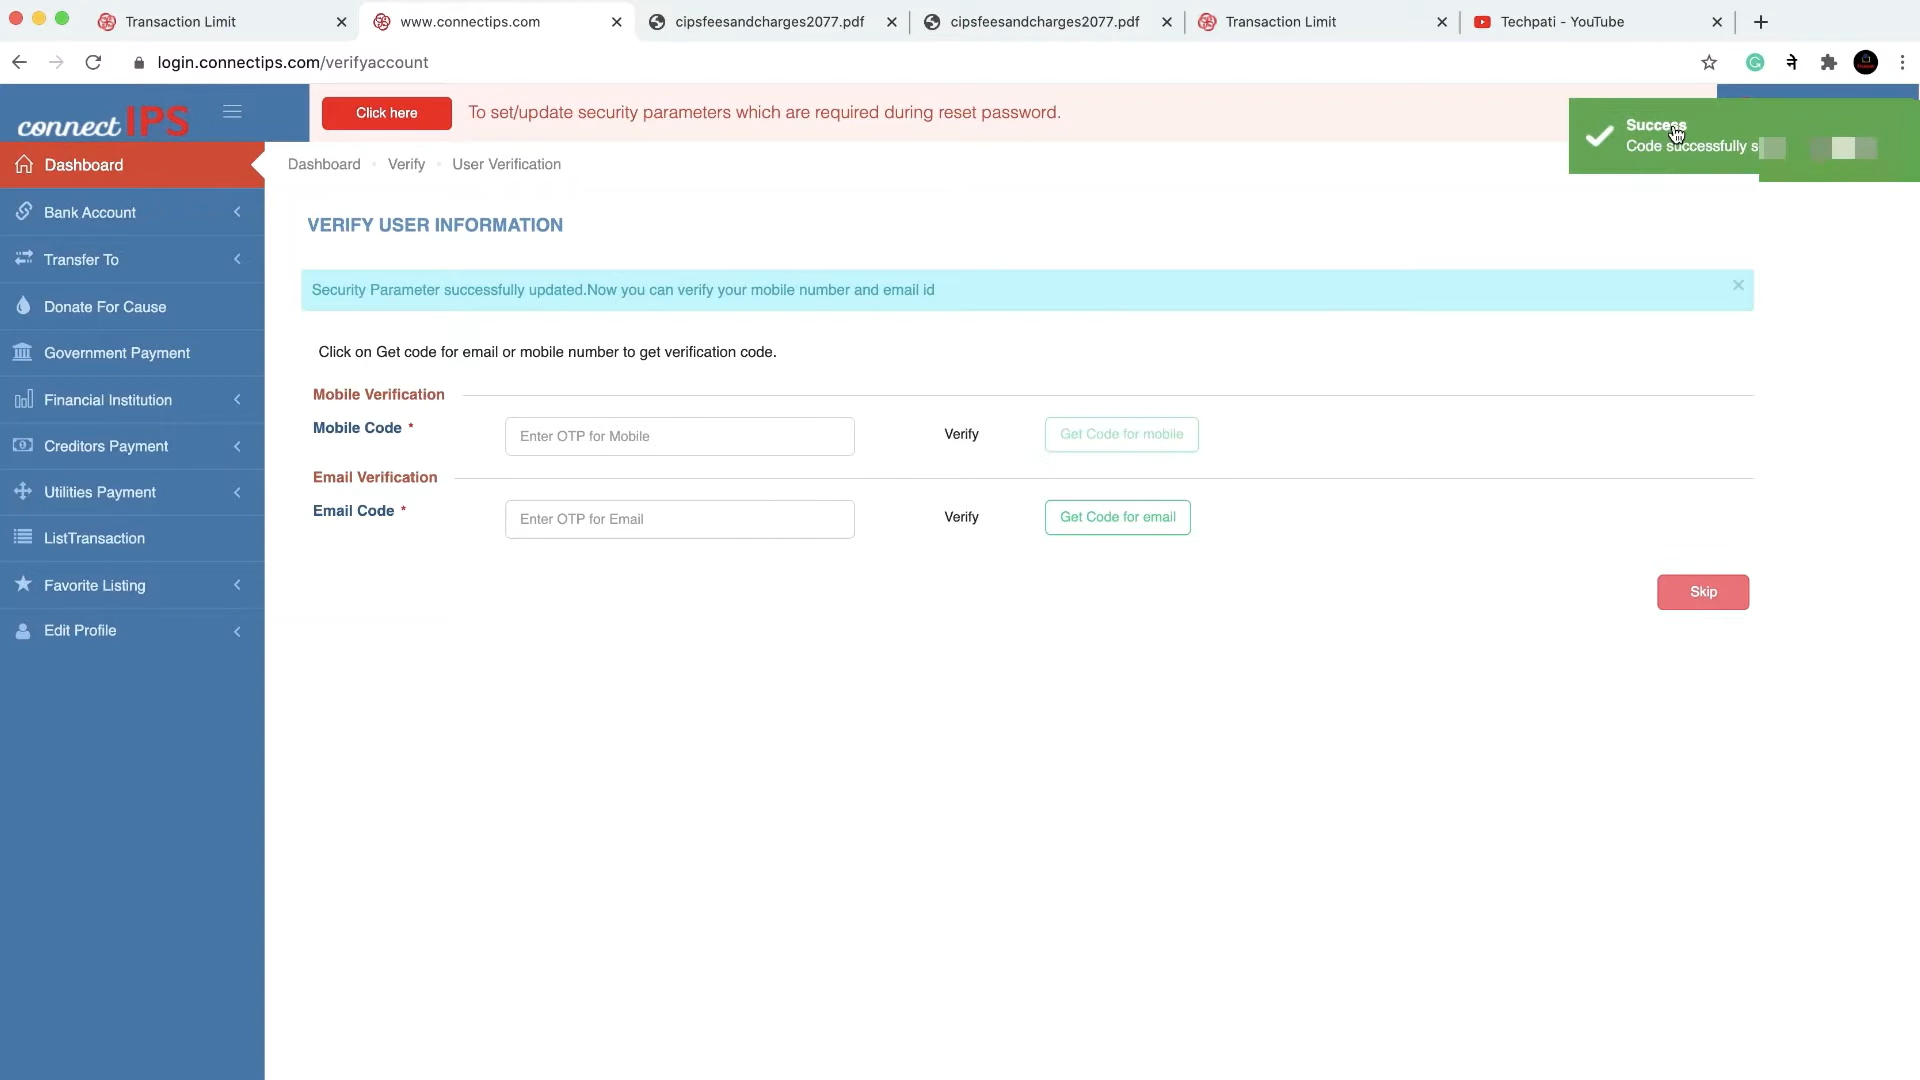 Transaction Limit
www.connectips.com
cipsfeesandcharges2077.pdf
cipsfeesandcharges2077.pdf
Transaction Limit
Techpati - YouTube
login.connectips.com/verifyaccount
ने
connectIPS
Click here
To set/update security parameters which are required during reset password.
Success
Code successfully s
Dashboard
Bank Account
Transfer To
Donate For Cause
Government Payment
Financial Institution
Creditors Payment
Utilities Payment
ListTransaction
Favorite Listing
Edit Profile
Dashboard Verify User Verification
VERIFY USER INFORMATION
Security Parameter successfully updated.Now you can verify your mobile number and email id
Click on Get code for email or mobile number to get verification code.
Mobile Verification
Mobile Code * Enter OTP for Mobile Verify Get Code for mobile
Email Verification
Email Code * Enter OTP for Email Verify Get Code for email
Skip